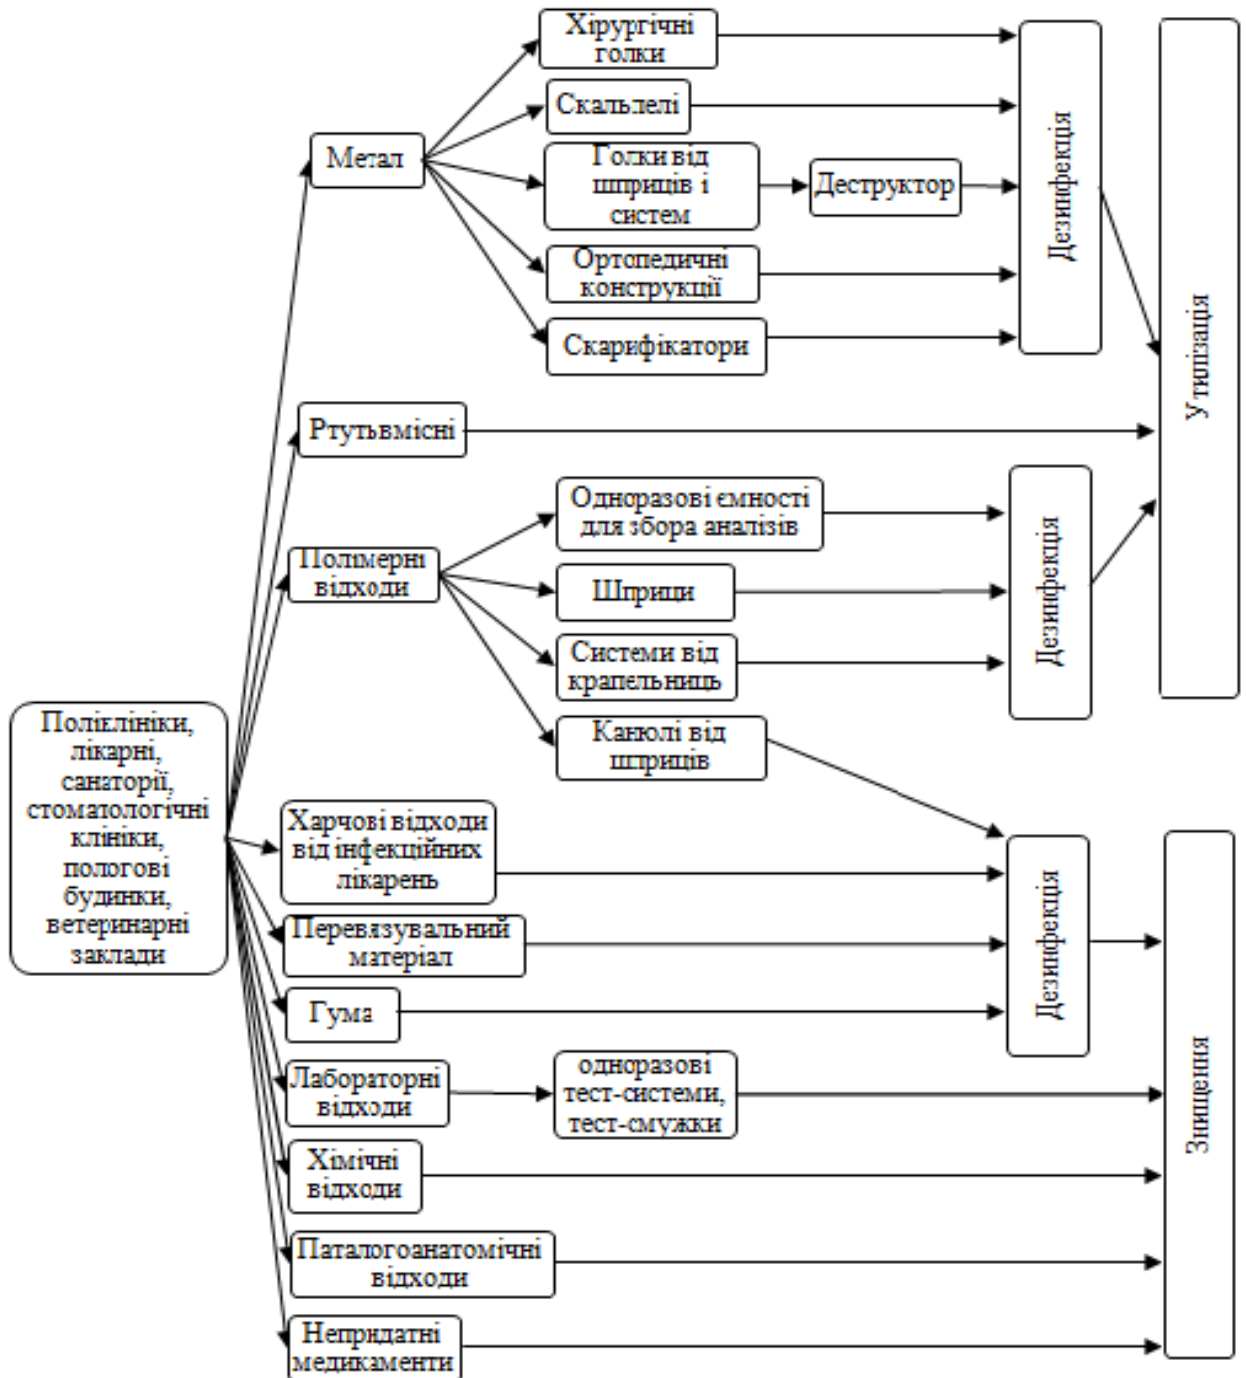 Хірургічні
голки
Скальпелі
Метал
Голки від
шприців і
систем
Деструктор
Ортопедичні
конструкції
Скарифікатори
Дезинфекція
Утилізація
Ртутьвмісні
Одноразові ємності
для збора аналізів
Полімерні
відходи
Шприци
Системи від
крапельниць
Канюлі від
шприців
Дезинфекція
Поліклініки,
лікарні,
санаторії,
стоматологічні
клініки,
пологові
будинки,
ветеринарні
заклади
Харчові відходи
від інфекційних
лікарень
Перевязувальний
матеріал
Гума
Дезинфекція
Лабораторні
відходи
одноразові
тест-системи,
тест-смужки
Хімічні
відходи
Паталогоанатомічні
відходи
Непридатні
медикаменти
Знищення